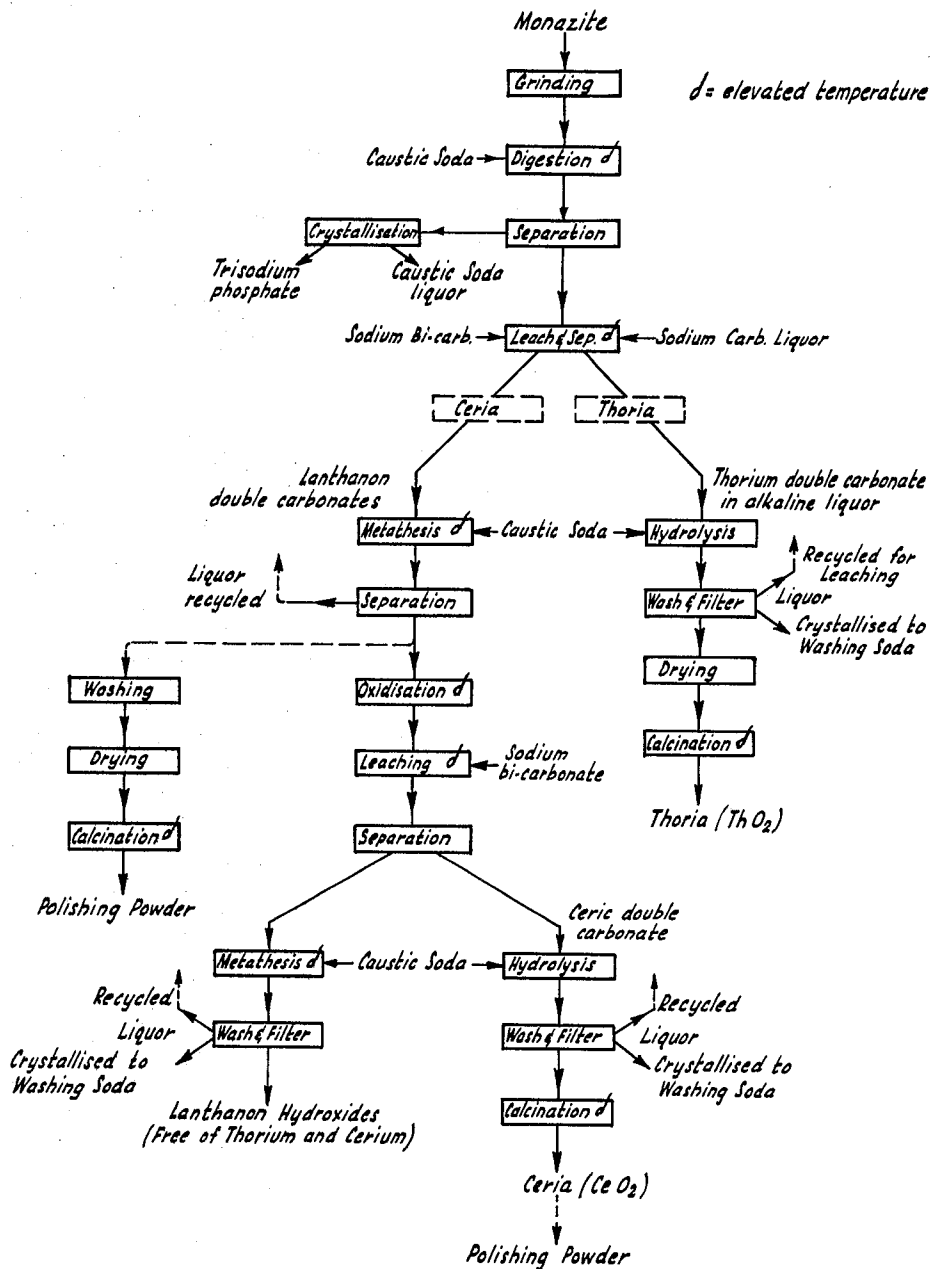 Monazite
Grinding
d = elevated temperature
Caustic Soda
Digestion d
Crystallisation
Separation
Trisodium
phosphate
Caustic Soda
liquor
Sodium Bi-carb.
Leach & Sep. d
Sodium Carb. Liquor
Ceria
Thoria
Lanthanon
double carbonates
Thorium double carbonate
in alkaline liquor
Metathesis d
Caustic Soda
Hydrolysis
Liquor
recycled
Separation
Wash & Filter
Recycled for
Leaching
Liquor
Crystallised to
Washing Soda
Washing
Oxidisation d
Drying
Drying
Leaching d
Sodium
bi-carbonate
Calcination d
Calcination d
Separation
Thoria (Th O2)
Polishing Powder
Ceric double
carbonate
Metathesis d
Caustic Soda
Hydrolysis
Recycled
Liquor
Crystallised to
Washing Soda
Wash & Filter
Wash & Filter
Recycled
Liquor
Crystallised to
Washing Soda
Lanthanon Hydroxides
(Free of Thorium and Cerium)
Calcination d
Ceria (Ce O2)
Polishing Powder